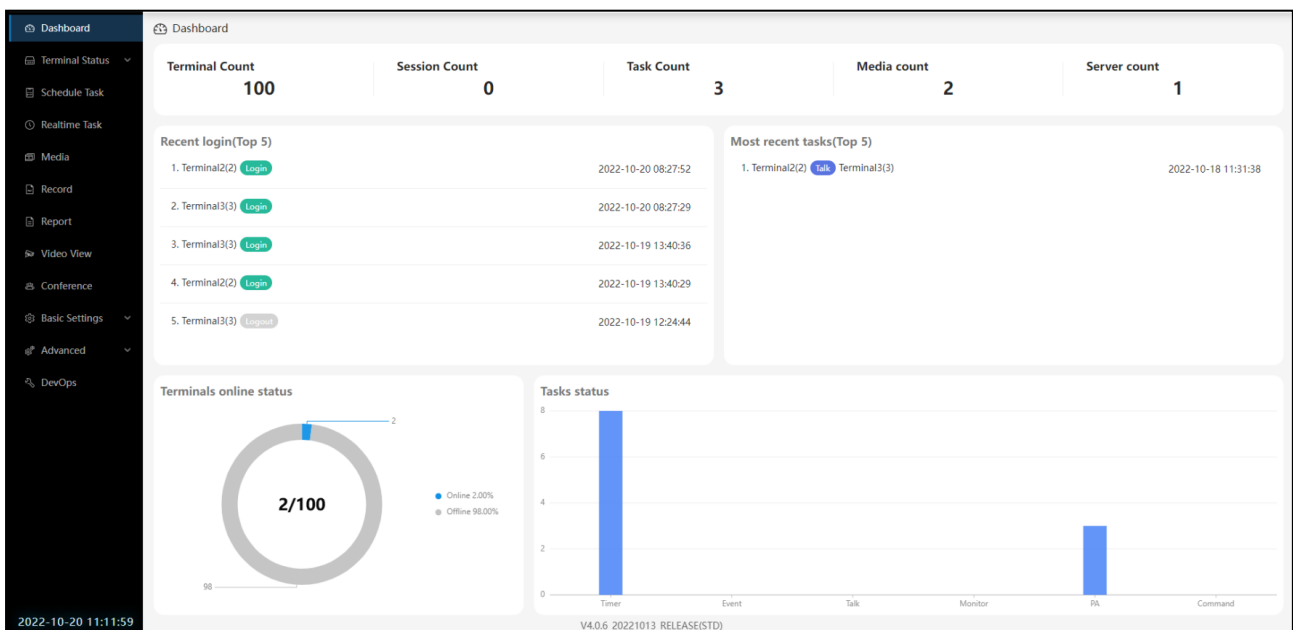 Dashboard
Terminal Status
Schedule Task
Realtime Task
Media
Record
Report
Video View
Conference
Basic Settings
Advanced
DevOps
2022-10-20 11:11:59
Dashboard
Terminal Count Session Count Task Count Media count Server count
100 0 3 2 1
Recent login(Top 5)
1. Terminal2(2) Login 2022-10-20 08:27:52
2. Terminal3(3) Login 2022-10-20 08:27:29
3. Terminal3(3) Login 2022-10-19 13:40:36
4. Terminal2(2) Login 2022-10-19 13:40:29
5. Terminal3(3) Logout 2022-10-19 12:24:44
Most recent tasks(Top 5)
1. Terminal2(2) Talk Terminal3(3) 2022-10-18 11:31:38
Terminals online status
2
2/100
Online 2.00%
Offline 98.00%
98
Tasks status
8
6
4
2
0
Timer Event Talk Monitor PA Command
V4.0.6_20221013_RELEASE(STD)